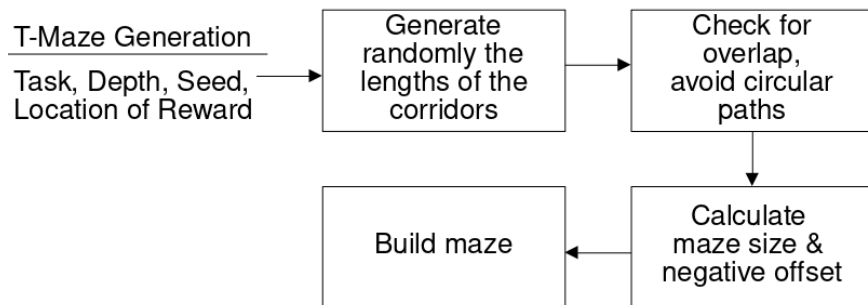 T-Maze Generation
Task, Depth, Seed,
Location of Reward
Generate
randomly the
lengths of the
corridors
Check for
overlap,
avoid circular
paths
Calculate
maze size &
negative offset
Build maze